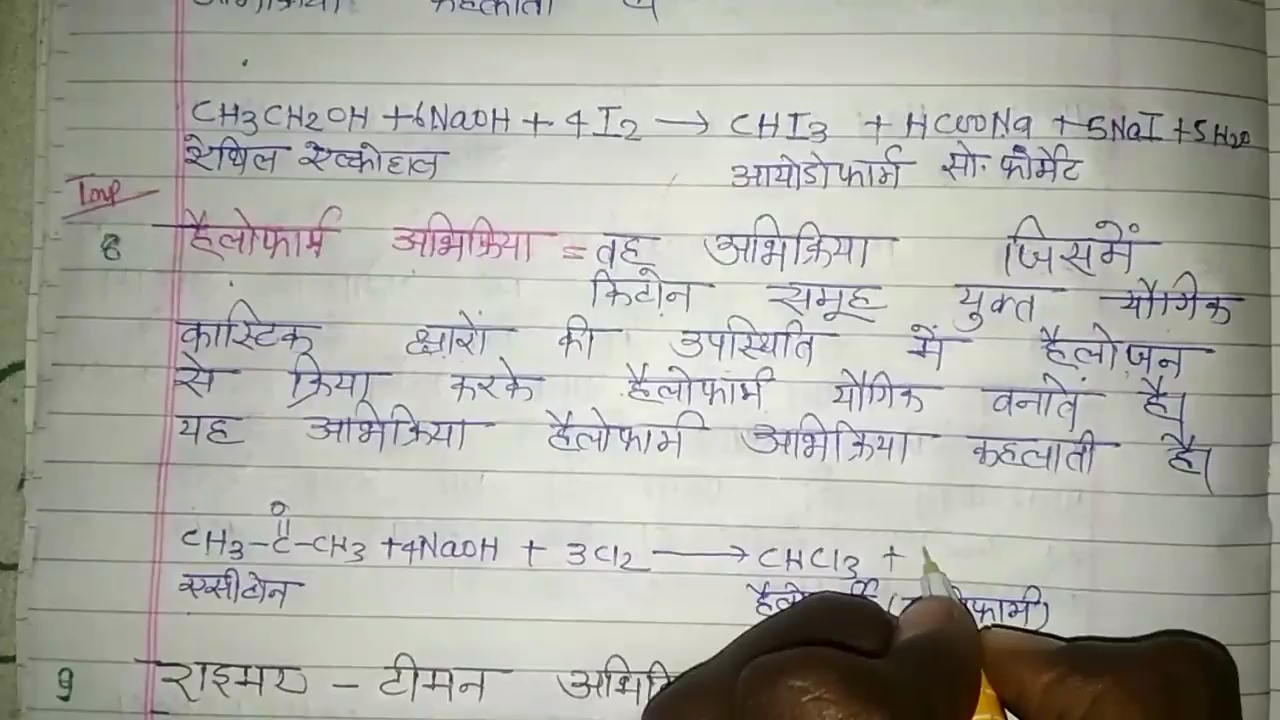 CH3CH2OH + 6NaOH + 4I2 → CHI3 + HCOONa + 5NaI + 5H2O
ऐथिल ऐल्कोहाल आयोडोफार्म सो. फॉर्मेट
Imp
8 हैलोफार्म अभिक्रिया = वह अभिक्रिया जिसमें
किटोन समूह युक्त यौगिक
कास्टिक क्षारों की उपस्थिति में हैलोजन
से क्रिया करके हैलोफार्म यौगिक बनाते है।
यह अभिक्रिया हैलोफार्म अभिक्रिया कहलाती है।
O
||
CH3-C-CH3 + 4NaOH + 3Cl2 → CHCl3 +
एसीटोन
9 राइमर - टीमन